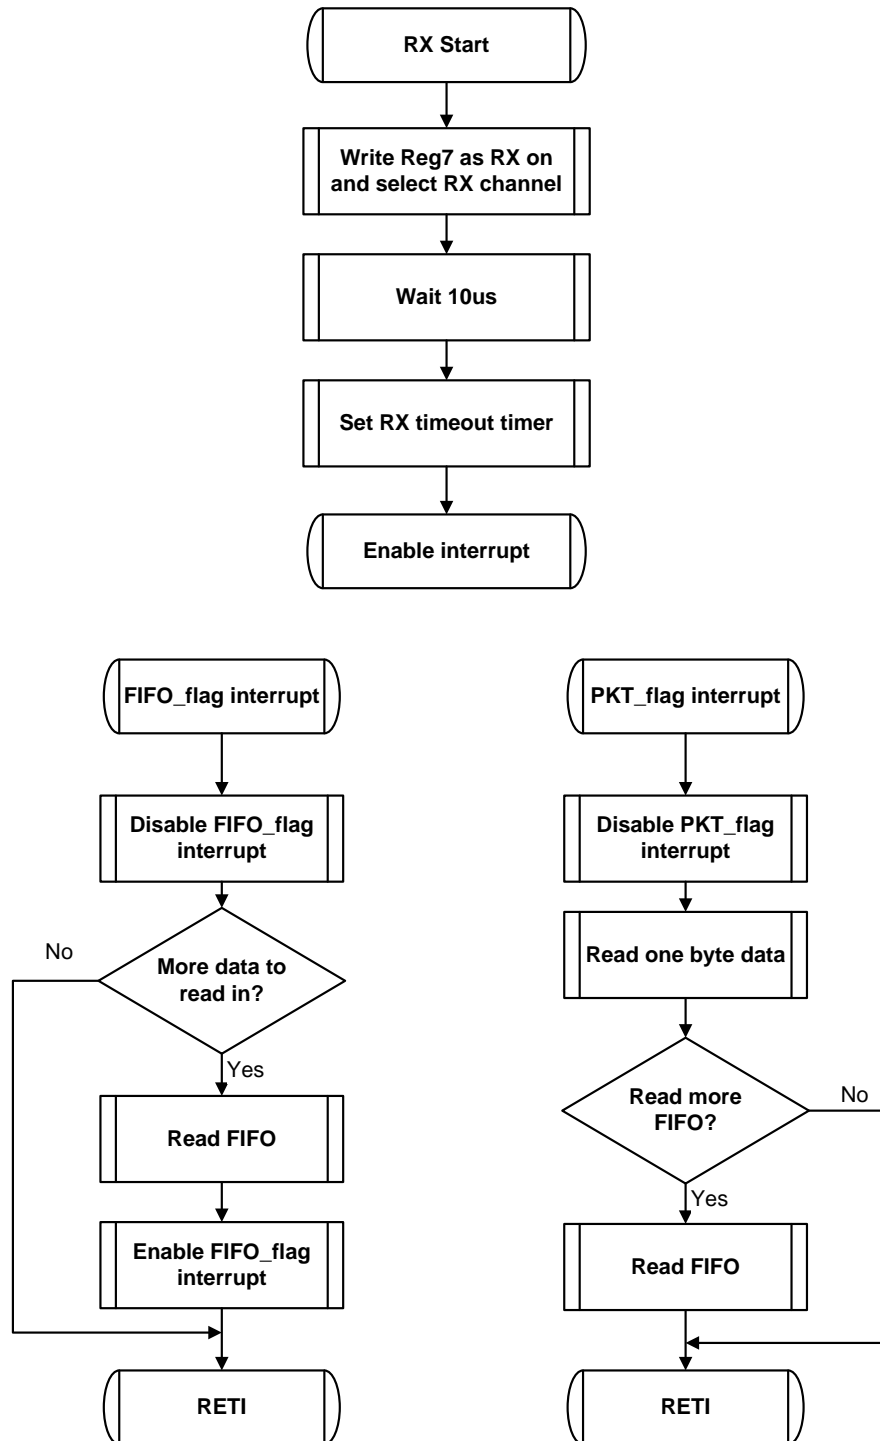 RX Start
Write Reg7 as RX on
and select RX channel
Wait 10us
Set RX timeout timer
Enable interrupt
FIFO_flag interrupt
Disable FIFO_flag
interrupt
No
More data to
read in?
Yes
Read FIFO
Enable FIFO_flag
interrupt
RETI
PKT_flag interrupt
Disable PKT_flag
interrupt
Read one byte data
Read more
FIFO?
No
Yes
Read FIFO
RETI